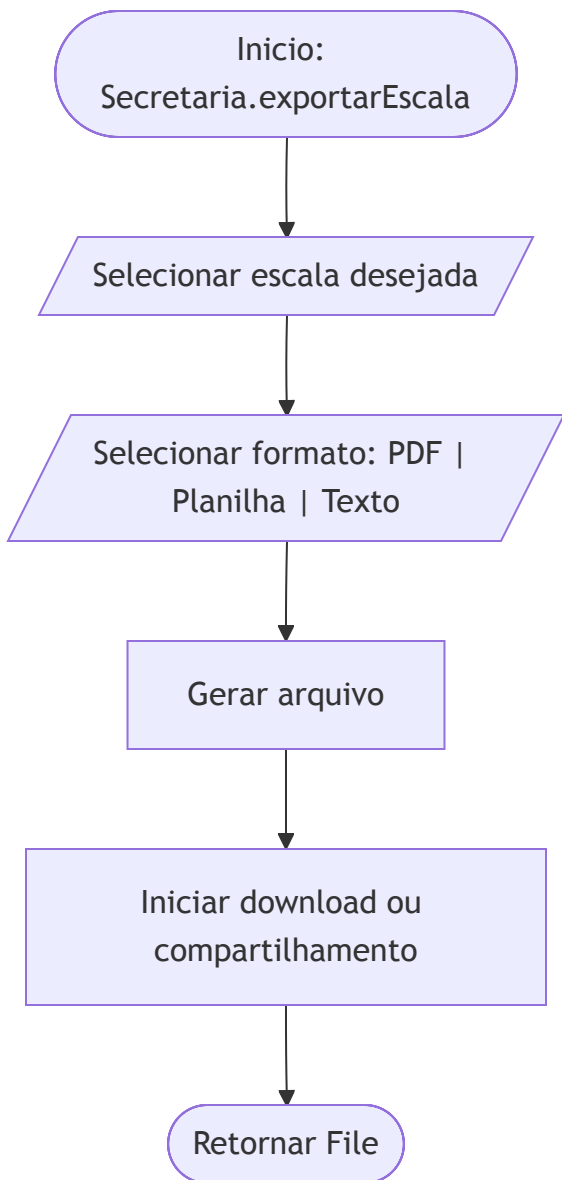 Inicio:
Secretaria.exportarEscala
Selecionar escala desejada
Selecionar formato: PDF |
Planilha | Texto
Gerar arquivo
Iniciar download ou
compartilhamento
Retornar File